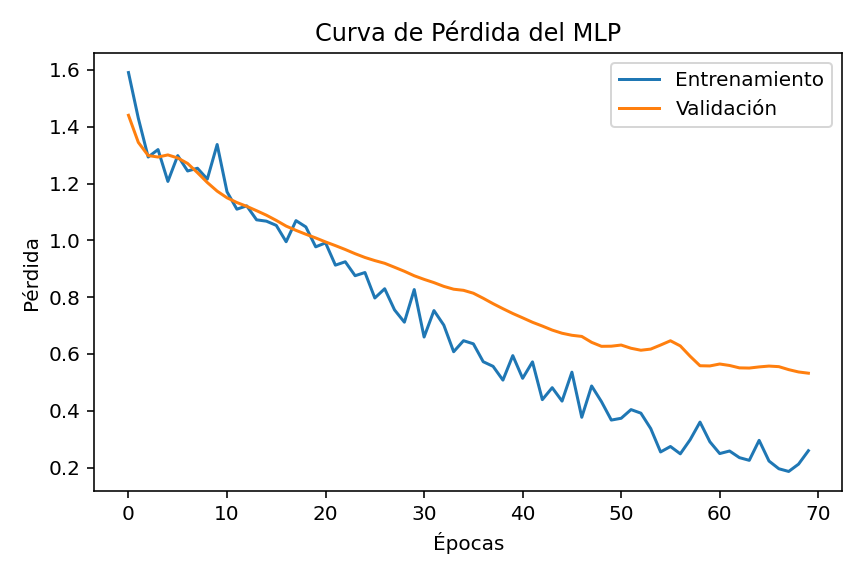 Curva de Pérdida del MLP
Entrenamiento
Validación
Pérdida
1.6
1.4
1.2
1.0
0.8
0.6
0.4
0.2
0 10 20 30 40 50 60 70
Épocas